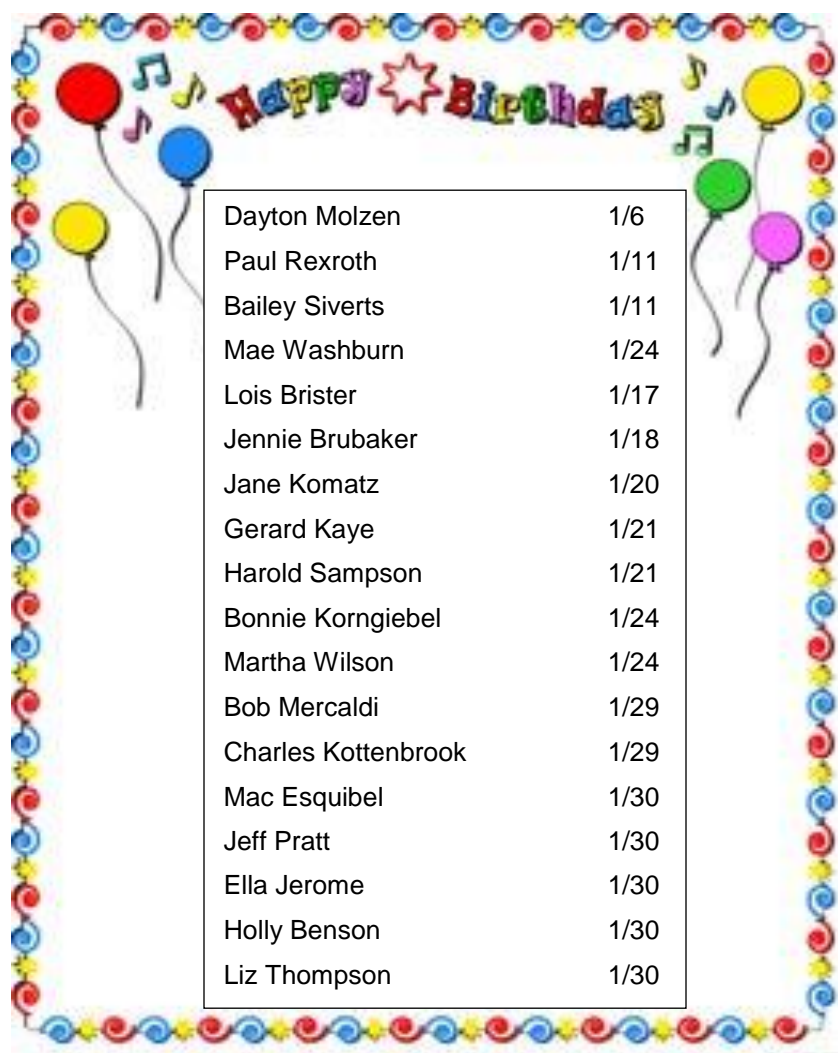 Happy Birthday
Dayton Molzen 1/6
Paul Rexroth 1/11
Bailey Siverts 1/11
Mae Washburn 1/24
Lois Brister 1/17
Jennie Brubaker 1/18
Jane Komatz 1/20
Gerard Kaye 1/21
Harold Sampson 1/21
Bonnie Korngiebel 1/24
Martha Wilson 1/24
Bob Mercaldi 1/29
Charles Kottenbrook 1/29
Mac Esquibel 1/30
Jeff Pratt 1/30
Ella Jerome 1/30
Holly Benson 1/30
Liz Thompson 1/30